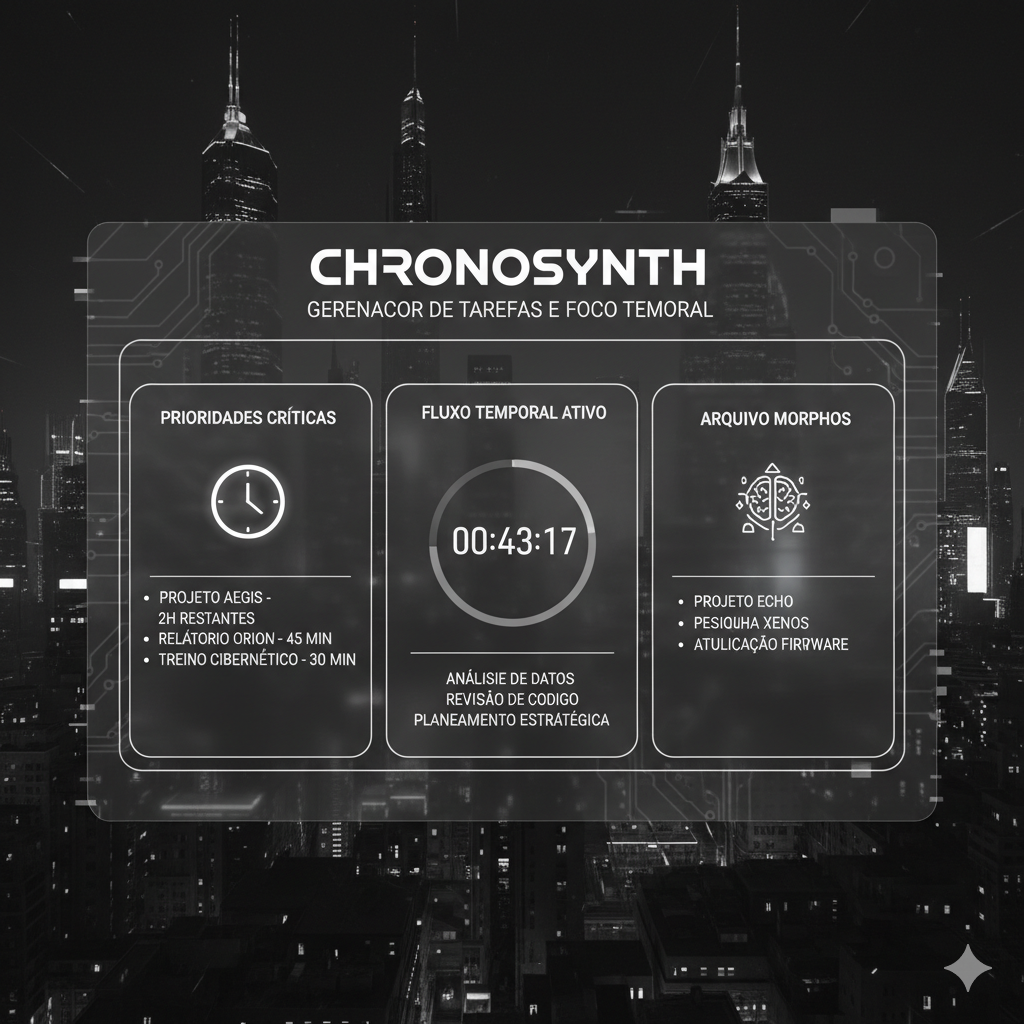 CHRONOSYNTH
GERENACOR DE TAREFAS E FOCO TEMORAL
PRIORIDADES CRÍTICAS
PROJETO AEGIS -
2H RESTANTES
RELÁTORIO ORION - 45 MIN
TREINO CIBERNÉTICO - 30 MIN
FLUXO TEMPORAL ATIVO
00:43:17
ANÁLISIE DE DATOS
REVISÃO DE CODIGO
PLANEAMENTO ESTRATÉGICA
ARQUIVO MORPHOS
PROJETO ECHO
PESIQUHA XENOS
ATULICAÇÃO FIRPWARE